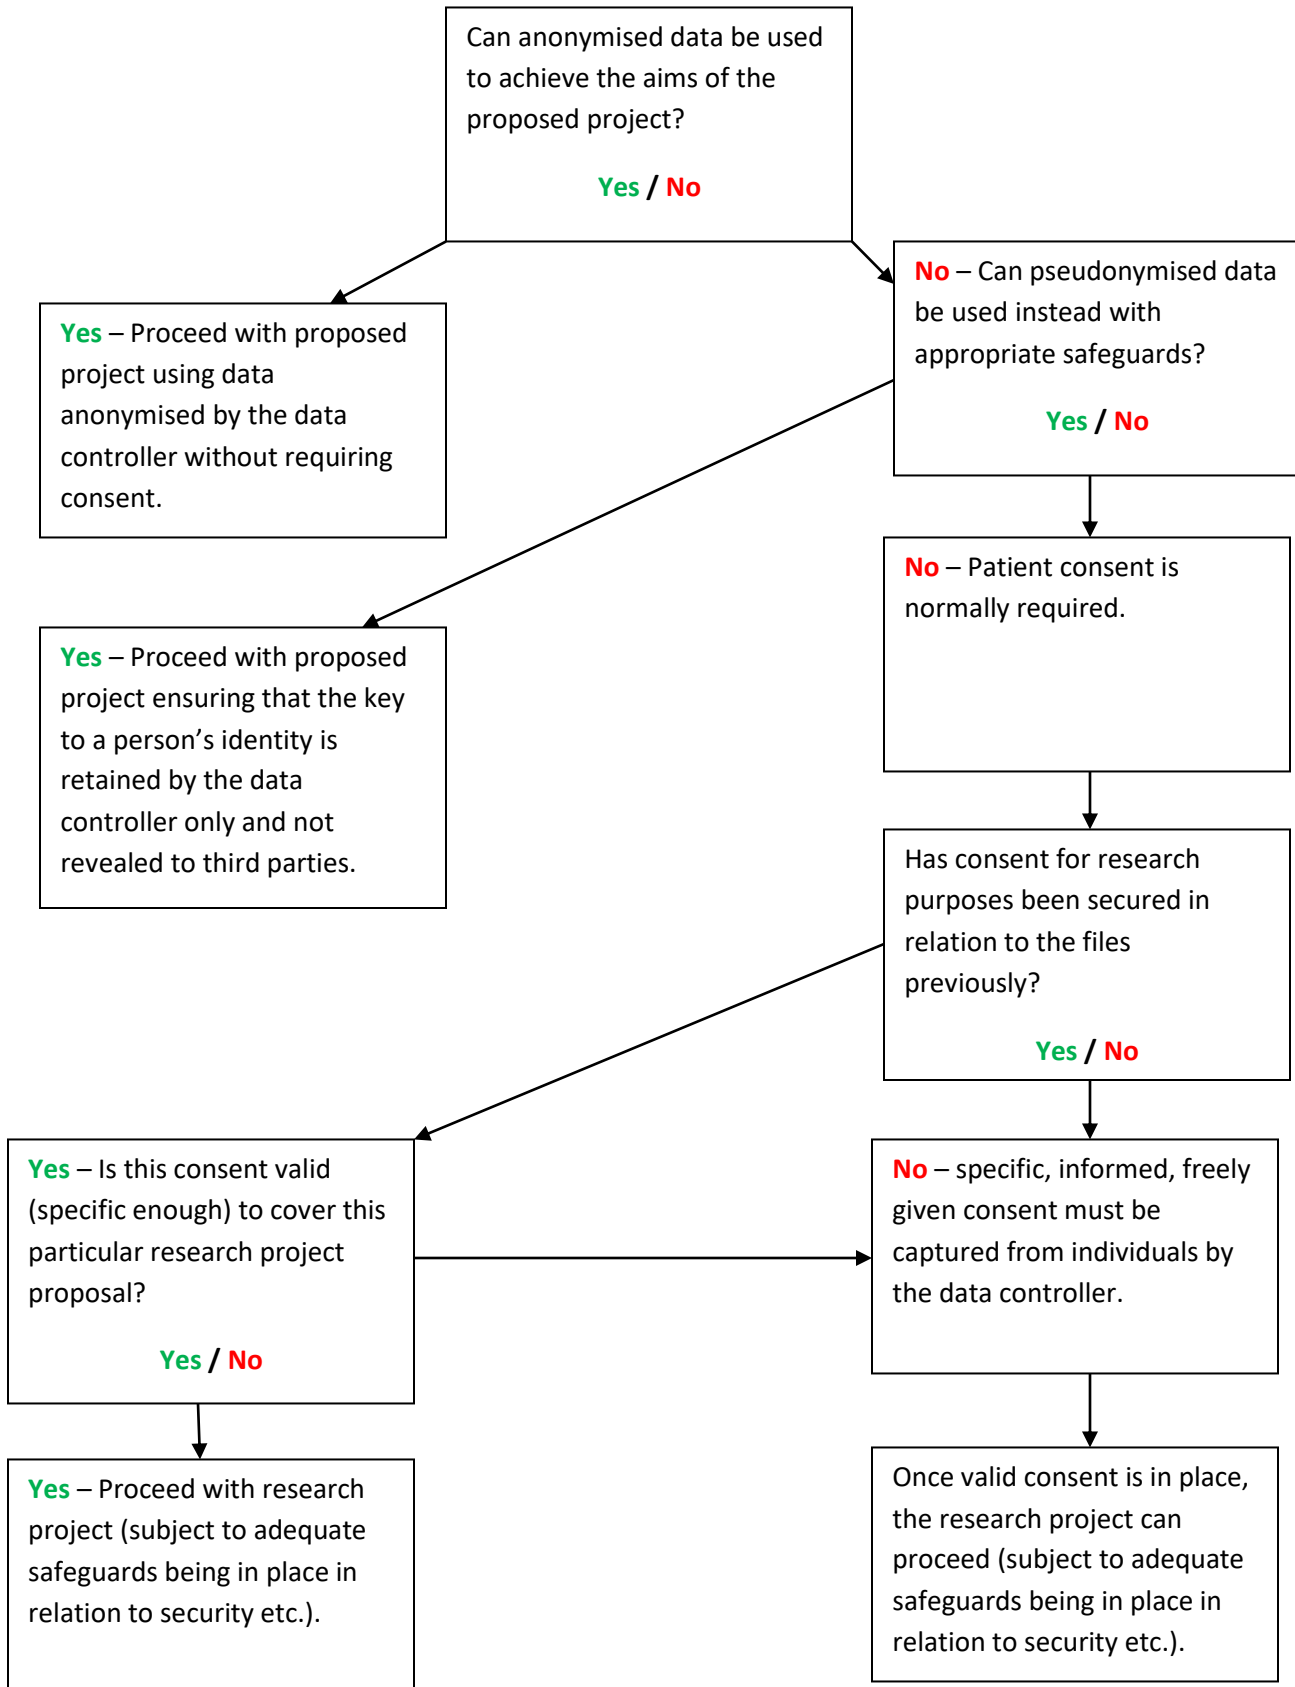 Can anonymised data be used
to achieve the aims of the
proposed project?
Yes / No
Yes – Proceed with proposed
project using data
anonymised by the data
controller without requiring
consent.
No – Can pseudonymised data
be used instead with
appropriate safeguards?
Yes / No
Yes – Proceed with proposed
project ensuring that the key
to a person’s identity is
retained by the data
controller only and not
revealed to third parties.
No – Patient consent is
normally required.
Has consent for research
purposes been secured in
relation to the files
previously?
Yes / No
Yes – Is this consent valid
(specific enough) to cover this
particular research project
proposal?
Yes / No
No – specific, informed, freely
given consent must be
captured from individuals by
the data controller.
Yes – Proceed with research
project (subject to adequate
safeguards being in place in
relation to security etc.).
Once valid consent is in place,
the research project can
proceed (subject to adequate
safeguards being in place in
relation to security etc.).